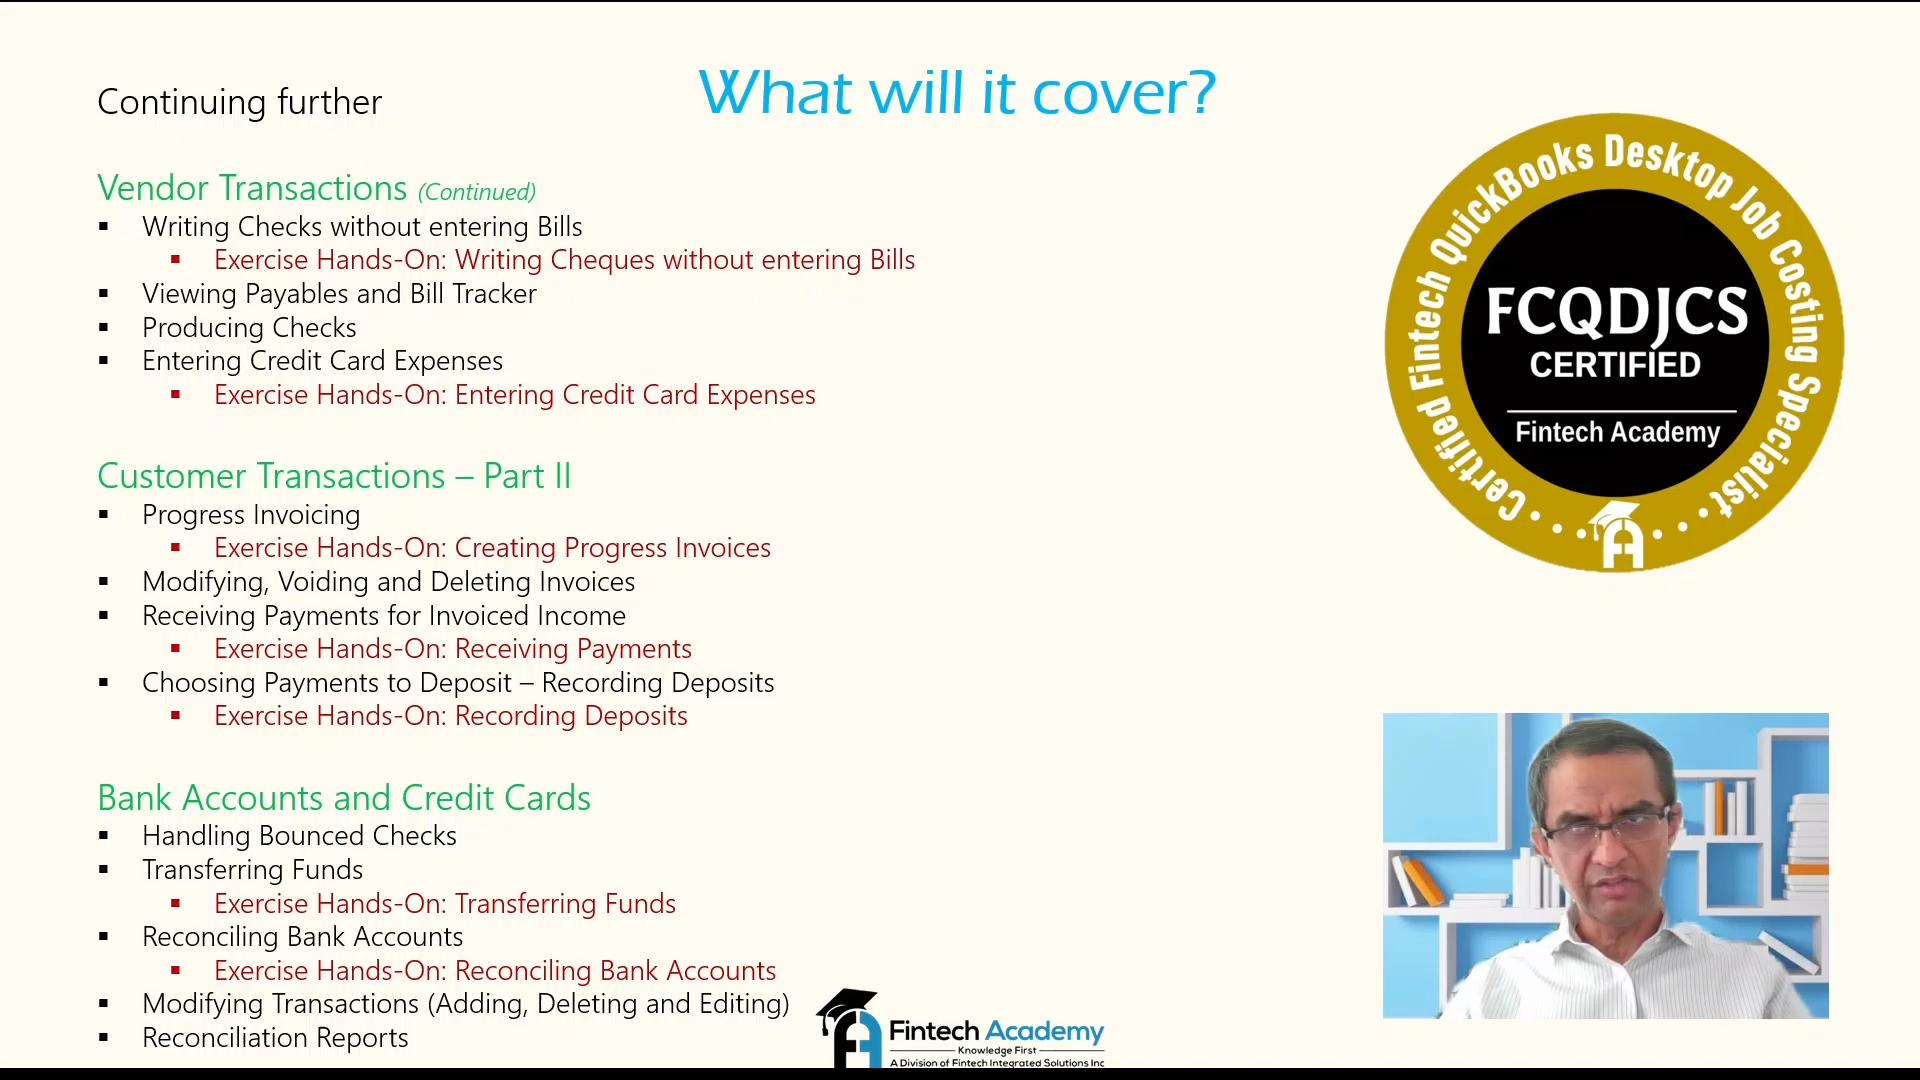 Continuing further
What will it cover?
Vendor Transactions (Continued)
Writing Checks without entering Bills
Exercise Hands-On: Writing Cheques without entering Bills
Viewing Payables and Bill Tracker
Producing Checks
Entering Credit Card Expenses
Exercise Hands-On: Entering Credit Card Expenses
Customer Transactions – Part II
Progress Invoicing
Exercise Hands-On: Creating Progress Invoices
Modifying, Voiding and Deleting Invoices
Receiving Payments for Invoiced Income
Exercise Hands-On: Receiving Payments
Choosing Payments to Deposit – Recording Deposits
Exercise Hands-On: Recording Deposits
Bank Accounts and Credit Cards
Handling Bounced Checks
Transferring Funds
Exercise Hands-On: Transferring Funds
Reconciling Bank Accounts
Exercise Hands-On: Reconciling Bank Accounts
Modifying Transactions (Adding, Deleting and Editing)
Reconciliation Reports
Certified Fintech QuickBooks Desktop Job Costing Specialist
FCQDJCS
CERTIFIED
Fintech Academy
Fintech Academy
Knowledge First
A Division of Fintech Integrated Solutions Inc